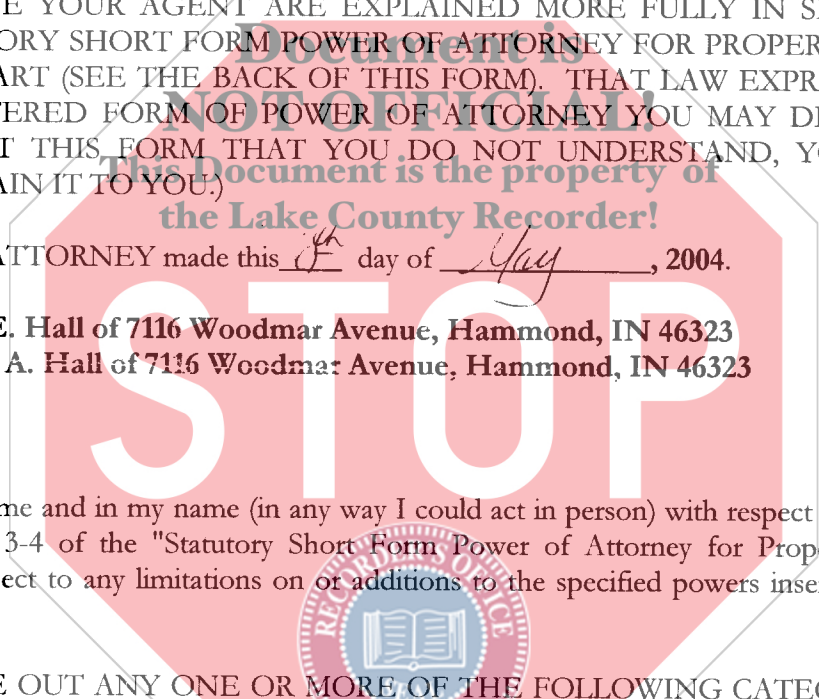 E YOUR AGENT ARE EXPLAINED MORE FULLY IN S
Document is
ORY SHORT FORM POWER OF ATTORNEY FOR PROPER
ART (SEE THE BACK OF THIS FORM). THAT LAW EXPR
NOT OFFICIAL!
TERED FORM OF POWER OF ATTORNEY YOU MAY DE
T THIS FORM THAT YOU DO NOT UNDERSTAND, YO
This Document is the property of
AIN IT TO YOU.)
the Lake County Recorder!
ATTORNEY made this day of May, 2004.
STOP
E. Hall of 7116 Woodmar Avenue, Hammond, IN 46323
A. Hall of 7116 Woodmar Avenue, Hammond, IN 46323
me and in my name (in any way I could act in person) with respect
3-4 of the "Statutory Short Form Power of Attorney for Prope
ect to any limitations on or additions to the specified powers inse
RECORDER'S OFFICE
E OUT ANY ONE OR MORE OF THE FOLLOWING CATEG